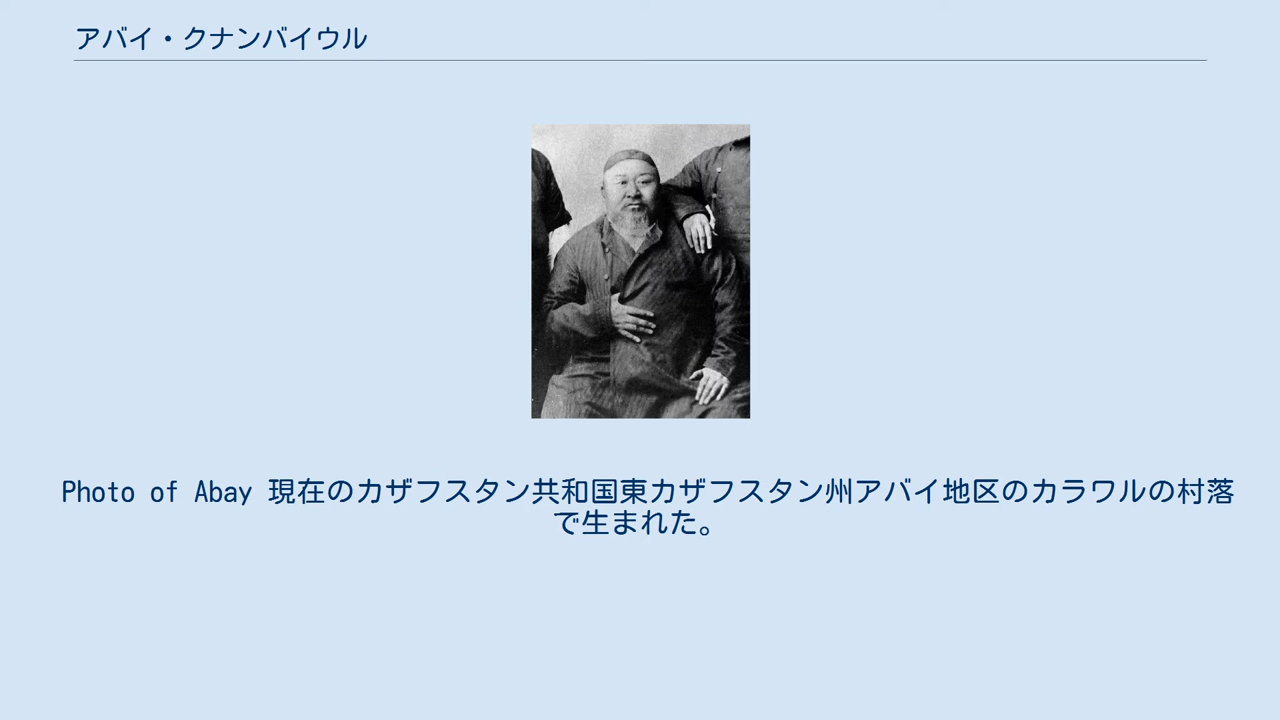 アバイ・クナンバイウル
Photo of Abay 現在のカザフスタン共和国東カザフスタン州アバイ地区のカラワルの村落
で生まれた。